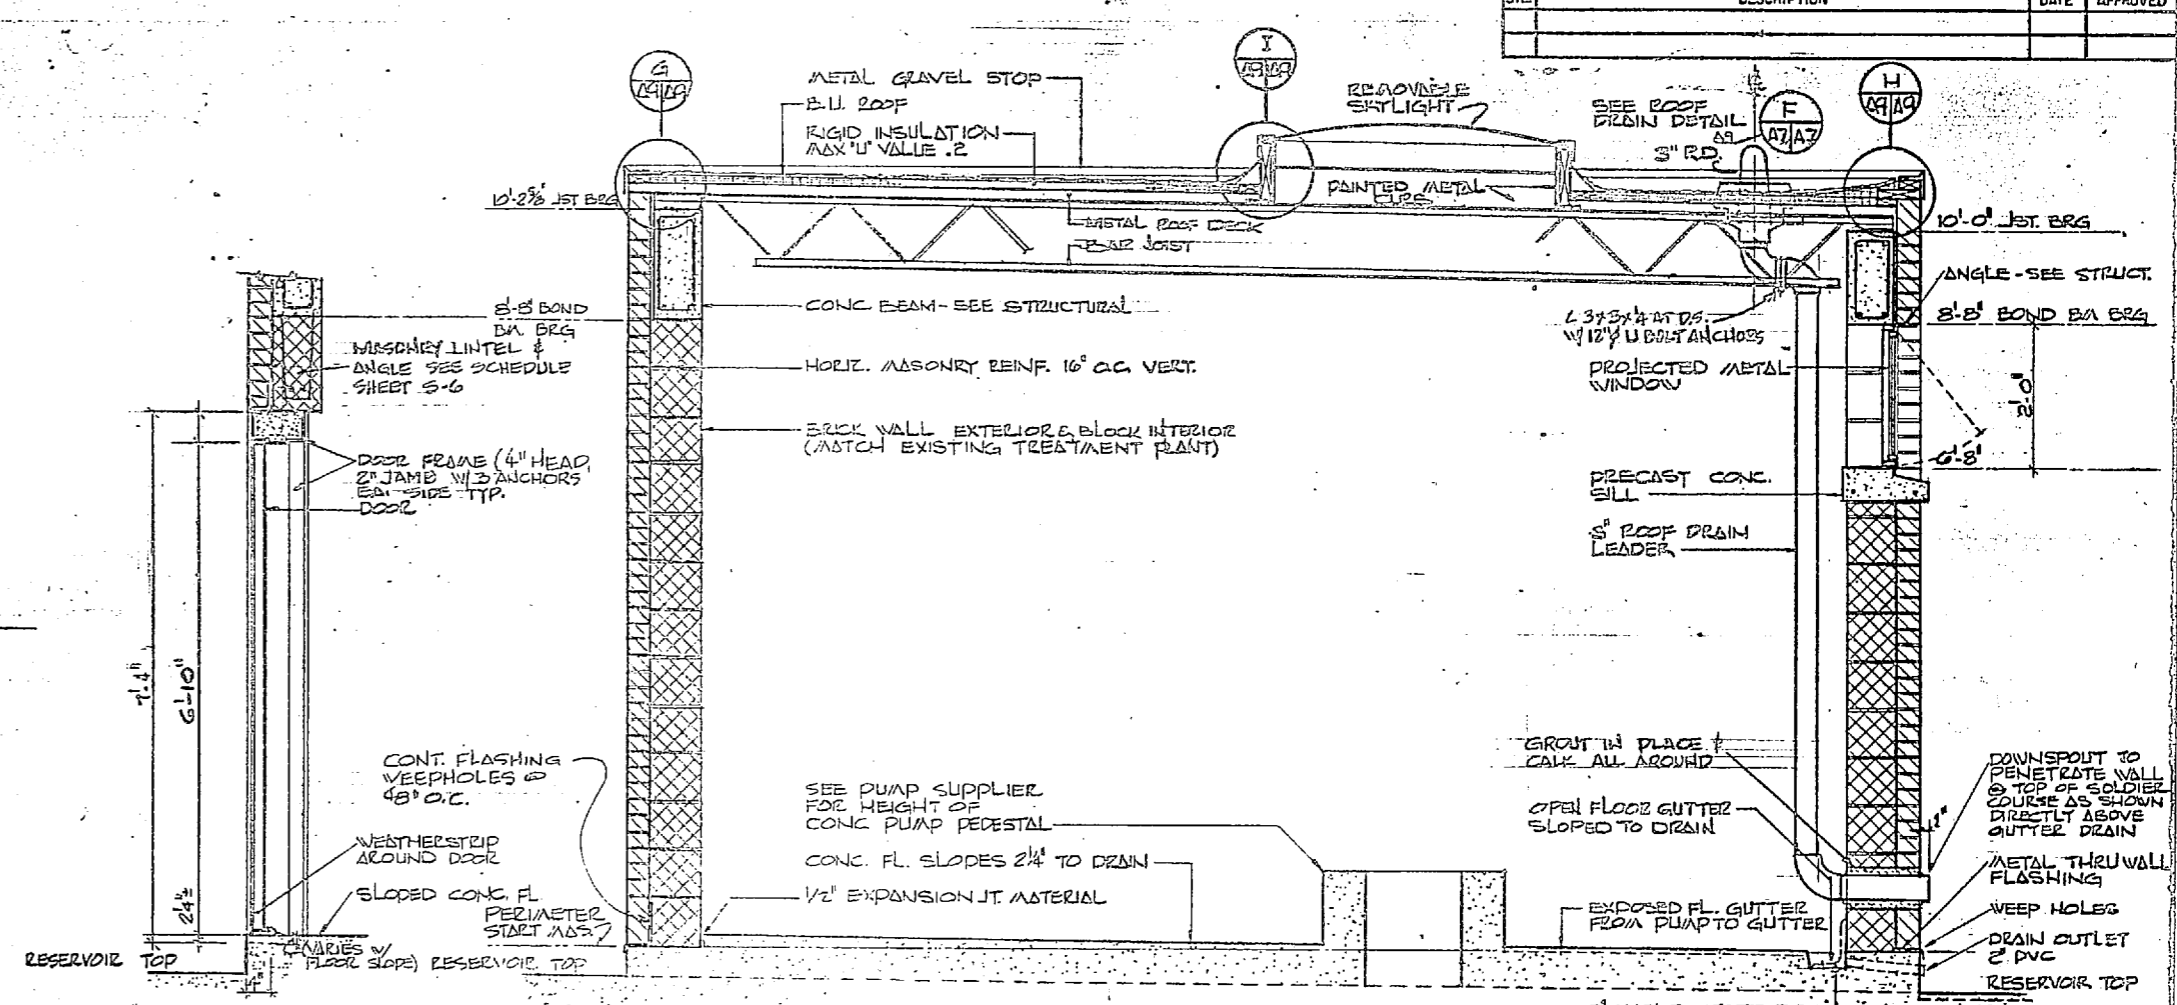 DESCRIPTION
DATE
APPROVED
G
A9 A9
METAL GRAVEL STOP
B.U. ROOF
RIGID INSULATION
MAX "U" VALUE .2
I
A9 A9
REMOVABLE
SKYLIGHT
SEE ROOF
DRAIN DETAIL
A9
F
A7 A7
3" R.D.
H
A9 A9
10'-2⅝" JST BRG
PAINTED METAL
METAL ROOF DECK
BAR JOIST
10'-0" JST. BRG
ANGLE-SEE STRUCT.
8'-8" BOND BM BRG
8'-8" BOND
BM BRG
CONC BEAM-SEE STRUCTURAL
L 3x3x¼ AT D.S.
W/ 12"∮ U BOLT ANCHORS
MASONRY LINTEL &
ANGLE SEE SCHEDULE
SHEET S-6
HORIZ. MASONRY REINF. 16" O.C. VERT.
PROJECTED METAL
WINDOW
2'-0"
BRICK WALL EXTERIOR & BLOCK INTERIOR
(MATCH EXISTING TREATMENT PLANT)
6'-8"
DOOR FRAME (4" HEAD,
2" JAMB W/3 ANCHORS
EA. SIDE TYP.
DOOR
PRECAST CONC.
SILL
ROOF DRAIN
LEADER
7'-4"
6'-10"
CONT. FLASHING
WEEPHOLES @
48" O.C.
SEE PUMP SUPPLIER
FOR HEIGHT OF
CONC PUMP PEDESTAL
GROUT IN PLACE &
CALK ALL AROUND
DOWNSPOUT TO
PENETRATE WALL
@ TOP OF SOLDIER
COURSE AS SHOWN
DIRECTLY ABOVE
GUTTER DRAIN
OPEN FLOOR GUTTER
SLOPED TO DRAIN
WEATHERSTRIP
AROUND DOOR
CONC. FL. SLOPES 2¼" TO DRAIN
METAL THRU WALL
FLASHING
SLOPED CONC. FL.
PERIMETER
START MAS.
1/2" EXPANSION JT. MATERIAL
EXPOSED FL. GUTTER
FROM PUMP TO GUTTER
WEEP HOLES
DRAIN OUTLET
2" PVC
(VARIES W/
FLOOR SLOPE)
RESERVOIR TOP
RESERVOIR TOP
RESERVOIR TOP